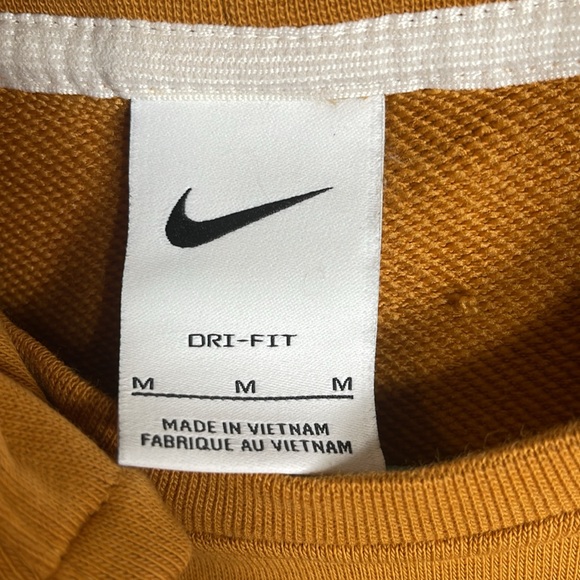 DRI-FIT
M M M
MADE IN VIETNAM
FABRIQUE AU VIETNAM